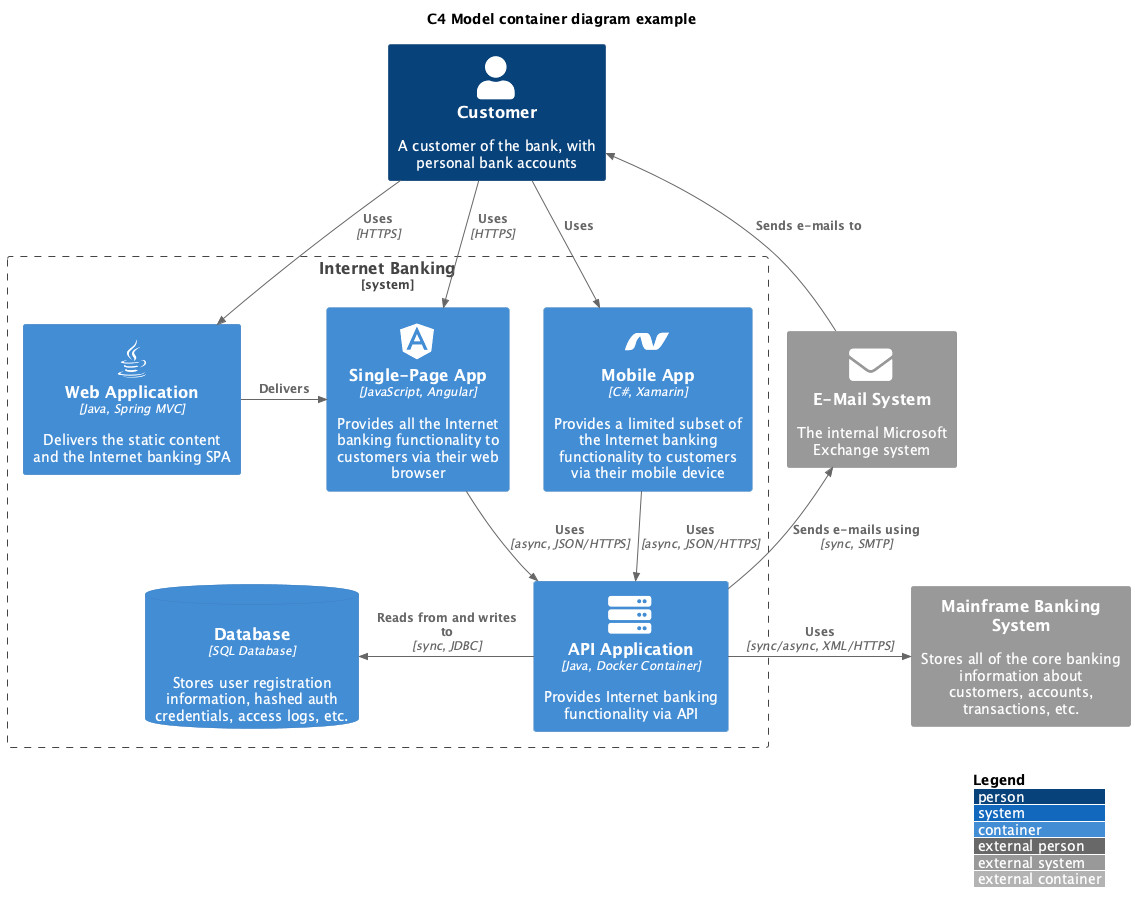 C4 Model container diagram example
Customer
A customer of the bank, with
personal bank accounts
Uses
[HTTPS]
Uses
[HTTPS]
Uses
Sends e-mails to
Internet Banking
[system]
Web Application
[Java, Spring MVC]
Delivers the static content
and the Internet banking SPA
Delivers
Single-Page App
[JavaScript, Angular]
Provides all the Internet
banking functionality to
customers via their web
browser
Mobile App
[C#, Xamarin]
Provides a limited subset of
the Internet banking
functionality to customers
via their mobile device
E-Mail System
The internal Microsoft
Exchange system
Uses
[async, JSON/HTTPS]
Uses
[async, JSON/HTTPS]
Sends e-mails using
[sync, SMTP]
Database
[SQL Database]
Stores user registration
information, hashed auth
credentials, access logs, etc.
Reads from and writes
to
[sync, JDBC]
API Application
[Java, Docker Container]
Provides Internet banking
functionality via API
Uses
[sync/async, XML/HTTPS]
Mainframe Banking
System
Stores all of the core banking
information about
customers, accounts,
transactions, etc.
Legend
person
system
container
external person
external system
external container